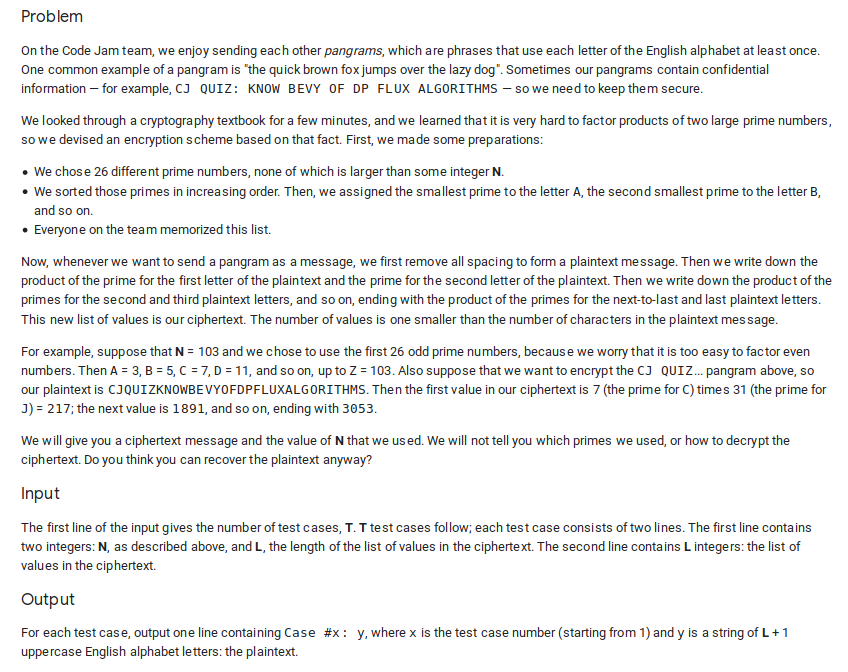 Problem
On the Code Jam team, we enjoy sending each other pangrams, which are phrases that use each letter of the English alphabet at least once.
One common example of a pangram is "the quick brown fox jumps over the lazy dog". Sometimes our pangrams contain confidential
information — for example, CJ QUIZ: KNOW BEVY OF DP FLUX ALGORITHMS — so we need to keep them secure.
We looked through a cryptography textbook for a few minutes, and we learned that it is very hard to factor products of two large prime numbers,
so we devised an encryption scheme based on that fact. First, we made some preparations:
• We chose 26 different prime numbers, none of which is larger than some integer N.
• We sorted those primes in increasing order. Then, we assigned the smallest prime to the letter A, the second smallest prime to the letter B,
and so on.
• Everyone on the team memorized this list.
Now, whenever we want to send a pangram as a message, we first remove all spacing to form a plaintext message. Then we write down the
product of the prime for the first letter of the plaintext and the prime for the second letter of the plaintext. Then we write down the product of the
primes for the second and third plaintext letters, and so on, ending with the product of the primes for the next-to-last and last plaintext letters.
This new list of values is our ciphertext. The number of values is one smaller than the number of characters in the plaintext message.
For example, suppose that N = 103 and we chose to use the first 26 odd prime numbers, because we worry that it is too easy to factor even
numbers. Then A = 3, B = 5, C = 7, D = 11, and so on, up to Z = 103. Also suppose that we want to encrypt the CJ QUIZ... pangram above, so
our plaintext is CJQUIZKNOWBEVYOFDPFLUXALGORITHMS. Then the first value in our ciphertext is 7 (the prime for C) times 31 (the prime for
J) = 217; the next value is 1891, and so on, ending with 3053.
We will give you a ciphertext message and the value of N that we used. We will not tell you which primes we used, or how to decrypt the
ciphertext. Do you think you can recover the plaintext anyway?
Input
The first line of the input gives the number of test cases, T. T test cases follow; each test case consists of two lines. The first line contains
two integers: N, as described above, and L, the length of the list of values in the ciphertext. The second line contains L integers: the list of
values in the ciphertext.
Output
For each test case, output one line containing Case #x: y, where x is the test case number (starting from 1) and y is a string of L + 1
uppercase English alphabet letters: the plaintext.